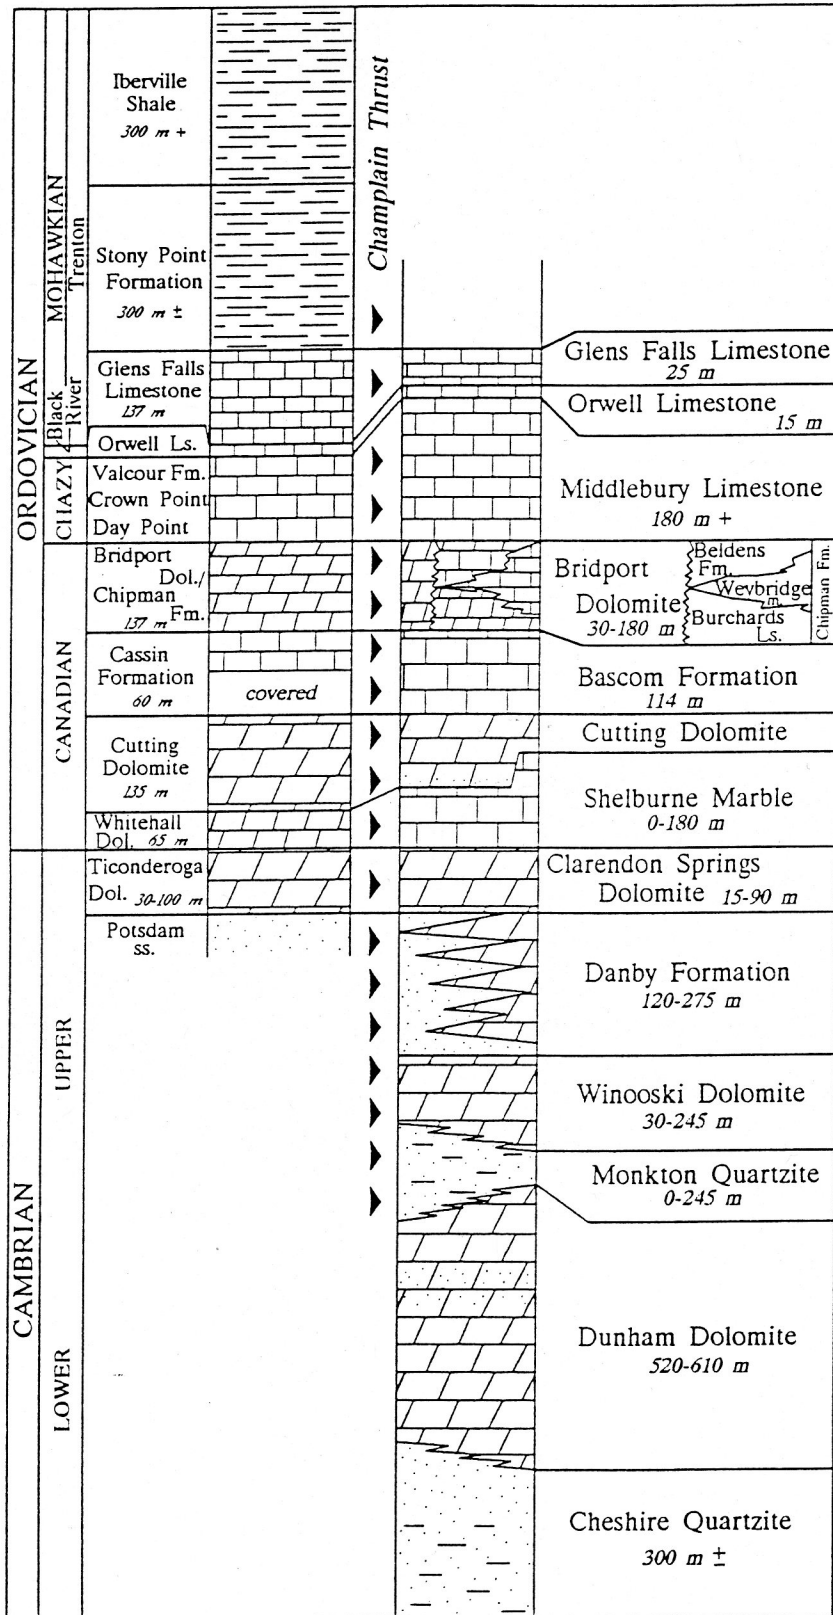 ORDOVICIAN
CAMBRIAN
MOHAWKIAN
Trenton
Black
River
CHAZY
CANADIAN
UPPER
LOWER
Iberville
Shale
300 m +
Stony Point
Formation
300 m ±
Glens Falls
Limestone
137 m
Orwell Ls.
Valcour Fm.
Crown Point
Day Point
Bridport
Dol./
Chipman
137 m Fm.
Cassin
Formation
60 m
covered
Cutting
Dolomite
135 m
Whitehall
Dol. 65 m
Ticonderoga
Dol. 30-100 m
Potsdam
ss.
Champlain Thrust
Glens Falls Limestone
25 m
Orwell Limestone
15 m
Middlebury Limestone
180 m +
Bridport
Dolomite
30-180 m
Beldens
Fm.
Weybridge
m.
Burchards
Ls.
Chipman Fm.
Bascom Formation
114 m
Cutting Dolomite
Shelburne Marble
0-180 m
Clarendon Springs
Dolomite 15-90 m
Danby Formation
120-275 m
Winooski Dolomite
30-245 m
Monkton Quartzite
0-245 m
Dunham Dolomite
520-610 m
Cheshire Quartzite
300 m ±